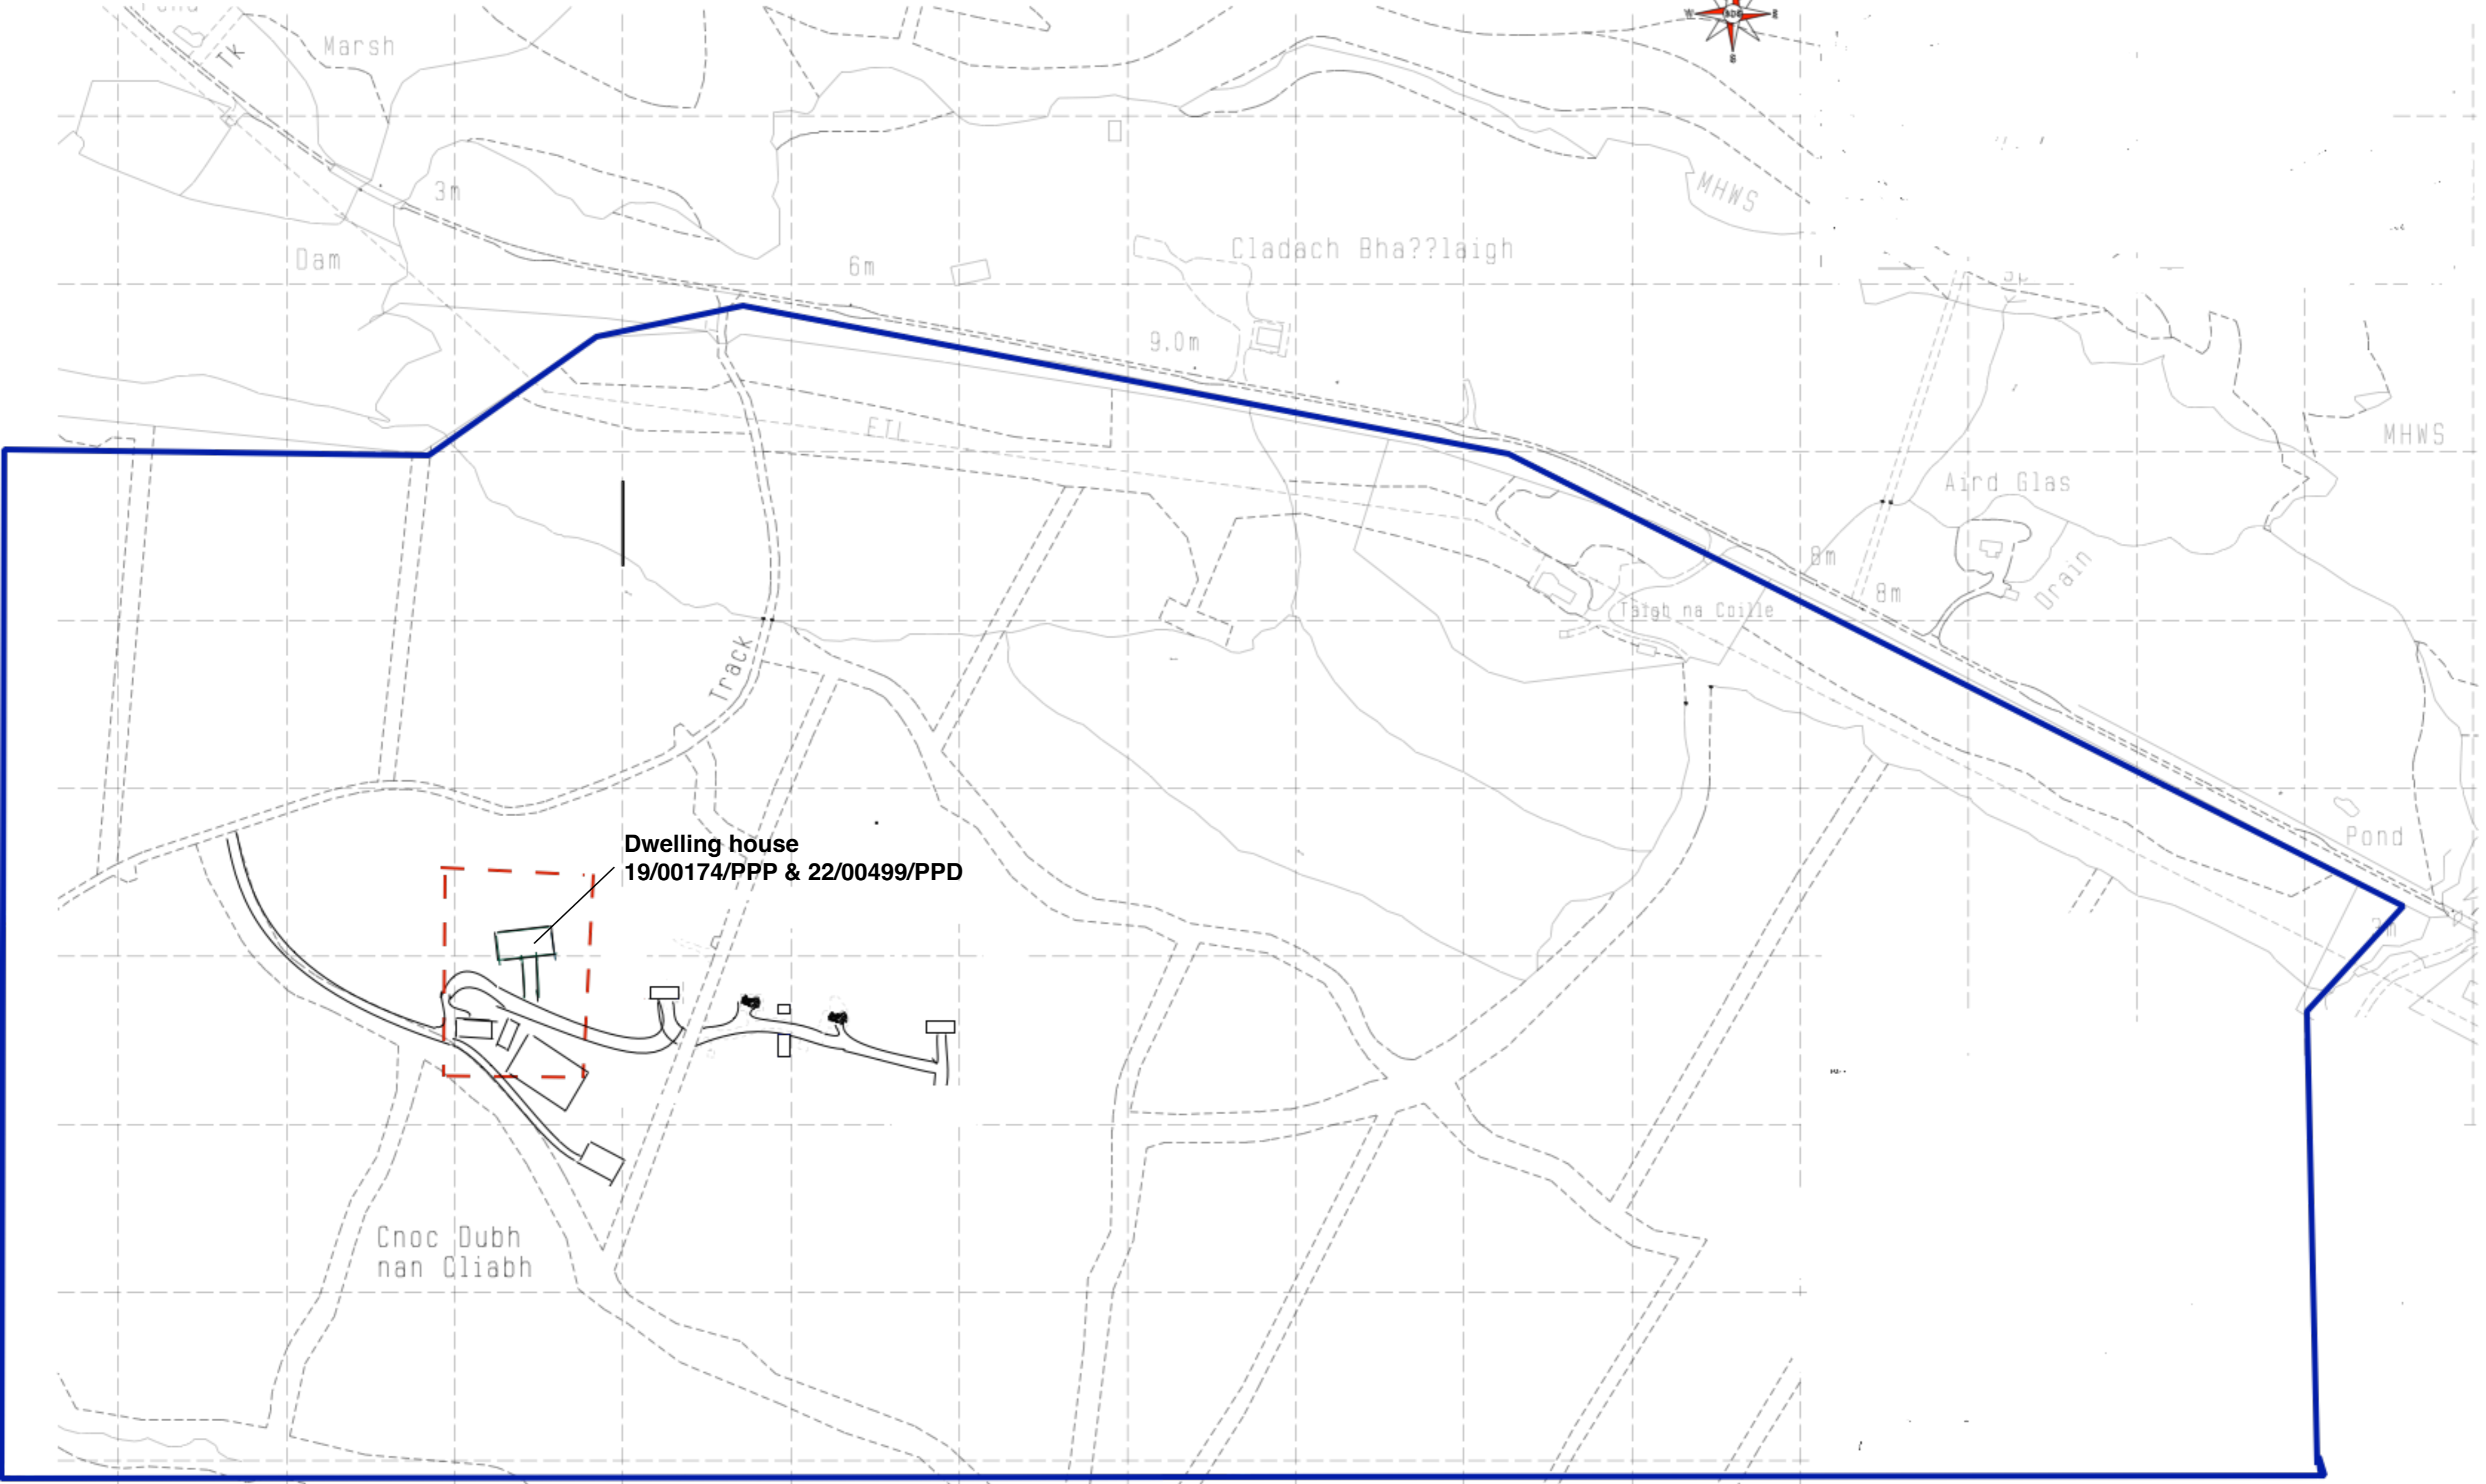 Marsh
TK
W
E
S
3m
MHWS
Dam
6m
Cladach Bha??laigh
9.0m
ETL
MHWS
Aird Glas
8m
8m
Drain
Taigh na Coille
Track
Pond
Dwelling house
19/00174/PPP & 22/00499/PPD
Cnoc Dubh
nan Cliabh